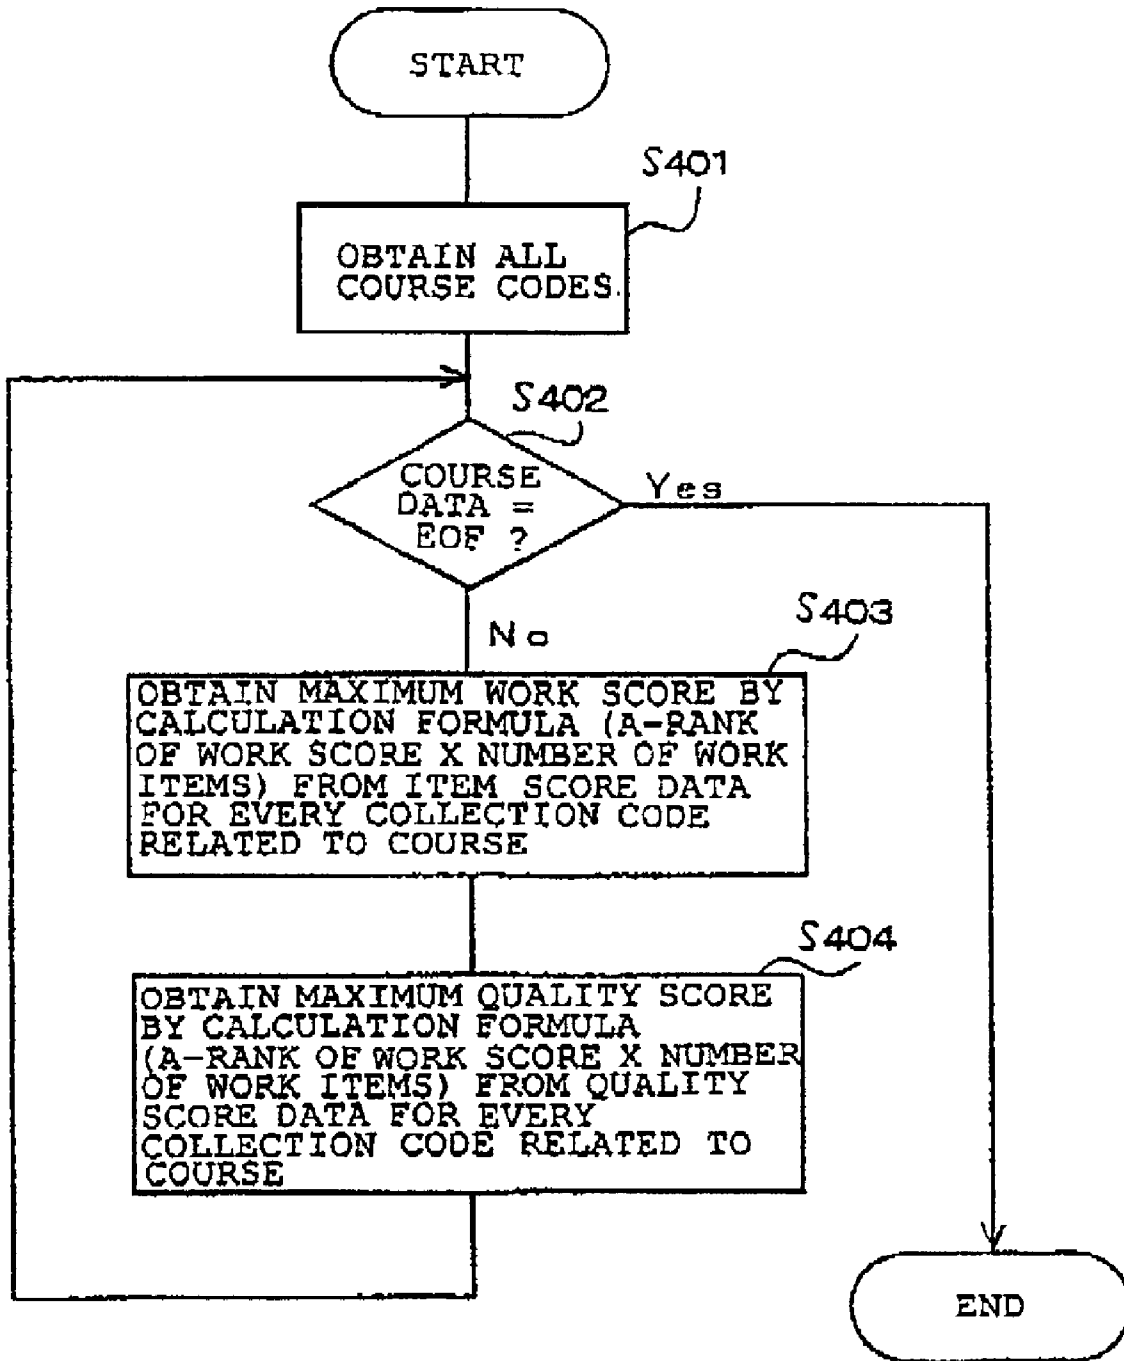 START
S401
OBTAIN ALL
COURSE CODES.
S402
COURSE
DATA =
EOF ?
Yes
No
S403
OBTAIN MAXIMUM WORK SCORE BY
CALCULATION FORMULA (A-RANK
OF WORK SCORE X NUMBER OF WORK
ITEMS) FROM ITEM SCORE DATA
FOR EVERY COLLECTION CODE
RELATED TO COURSE
S404
OBTAIN MAXIMUM QUALITY SCORE
BY CALCULATION FORMULA
(A-RANK OF WORK SCORE X NUMBER
OF WORK ITEMS) FROM QUALITY
SCORE DATA FOR EVERY
COLLECTION CODE RELATED TO
COURSE
END